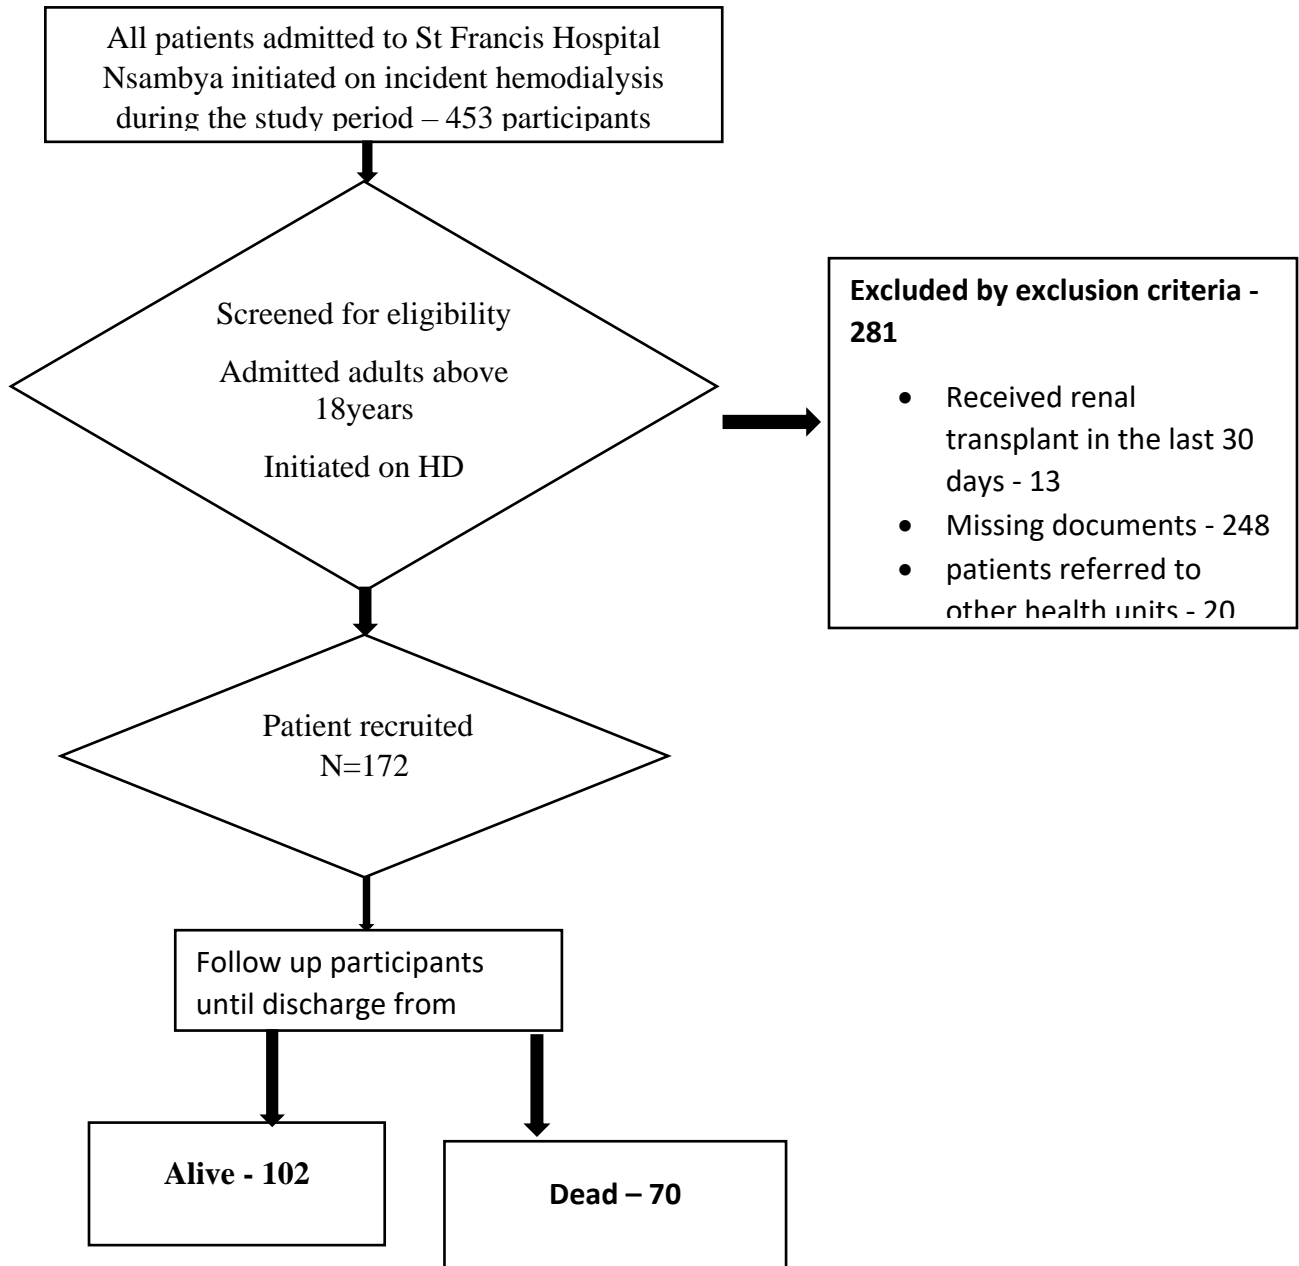 All patients admitted to St Francis Hospital
Nsambya initiated on incident hemodialysis
during the study period – 453 participants
Screened for eligibility
Admitted adults above
18years
Initiated on HD
Excluded by exclusion criteria -
281
• Received renal
transplant in the last 30
days - 13
• Missing documents - 248
• patients referred to
other health units - 20
Patient recruited
N=172
Follow up participants
until discharge from
Alive - 102
Dead – 70